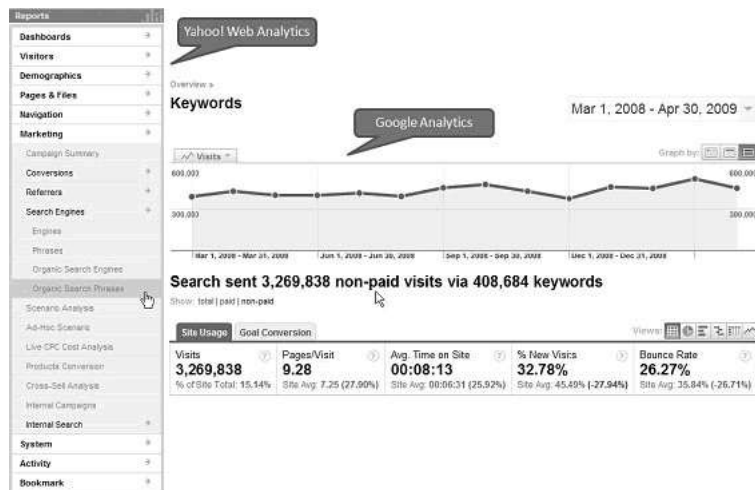 Reports
Dashboards
Visitors
Demographics
Pages & Files
Navigation
Marketing
Campaign Summary
Conversions
Referrers
Search Engines
Engines
Phrases
Organic Search Engines
Organic Search Phrases
Scenario Analysis
Ad-Hoc Scenario
Live CPC Cost Analysis
Products Conversion
Cross-Sell Analysis
Internal Campaigns
Internal Search
System
Activity
Bookmark
Yahoo! Web Analytics
Overview »
Keywords
Mar 1, 2008 - Apr 30, 2009
Google Analytics
Visits
Graph by:
600,000 600,000
300,000 300,000
Mar 1, 2008 - Mar 31, 2008 Jun 1, 2008 - Jun 30, 2008 Sep 1, 2008 - Sep 30, 2008 Dec 1, 2008 - Dec 31, 2008
Search sent 3,269,838 non-paid visits via 408,684 keywords
Show: total | paid | non-paid
Site Usage Goal Conversion Views:
Visits Pages/Visit Avg. Time on Site % New Visits Bounce Rate
3,269,838 9.28 00:08:13 32.78% 26.27%
% of Site Total: 15.14% Site Avg: 7.25 (27.90%) Site Avg: 00:06:31 (25.92%) Site Avg: 45.49% (-27.94%) Site Avg: 35.84% (-26.71%)